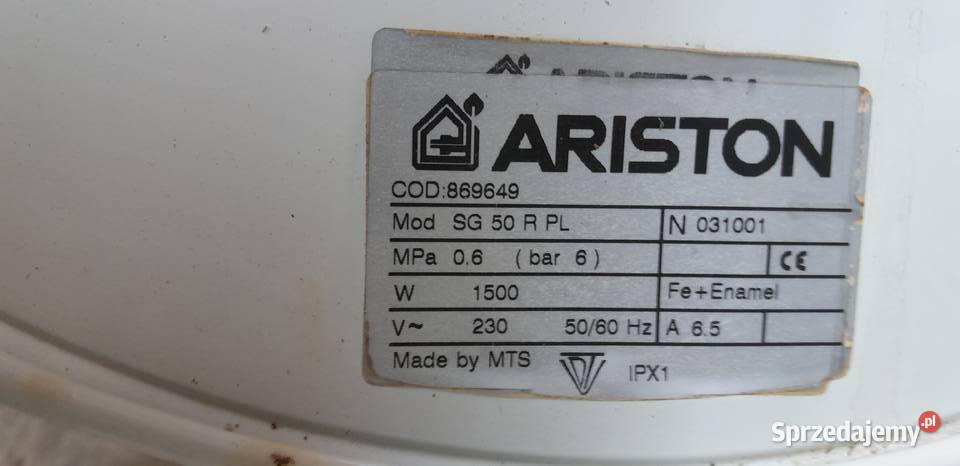 ARISTON
ARISTON
COD:869649
Mod SG 50 R PL N 031001
MPa 0.6 ( bar 6 ) CE
W 1500 Fe+Enamel
V~ 230 50/60 Hz A 6.5
Made by MTS IPX1
Sprzedajemy.pl